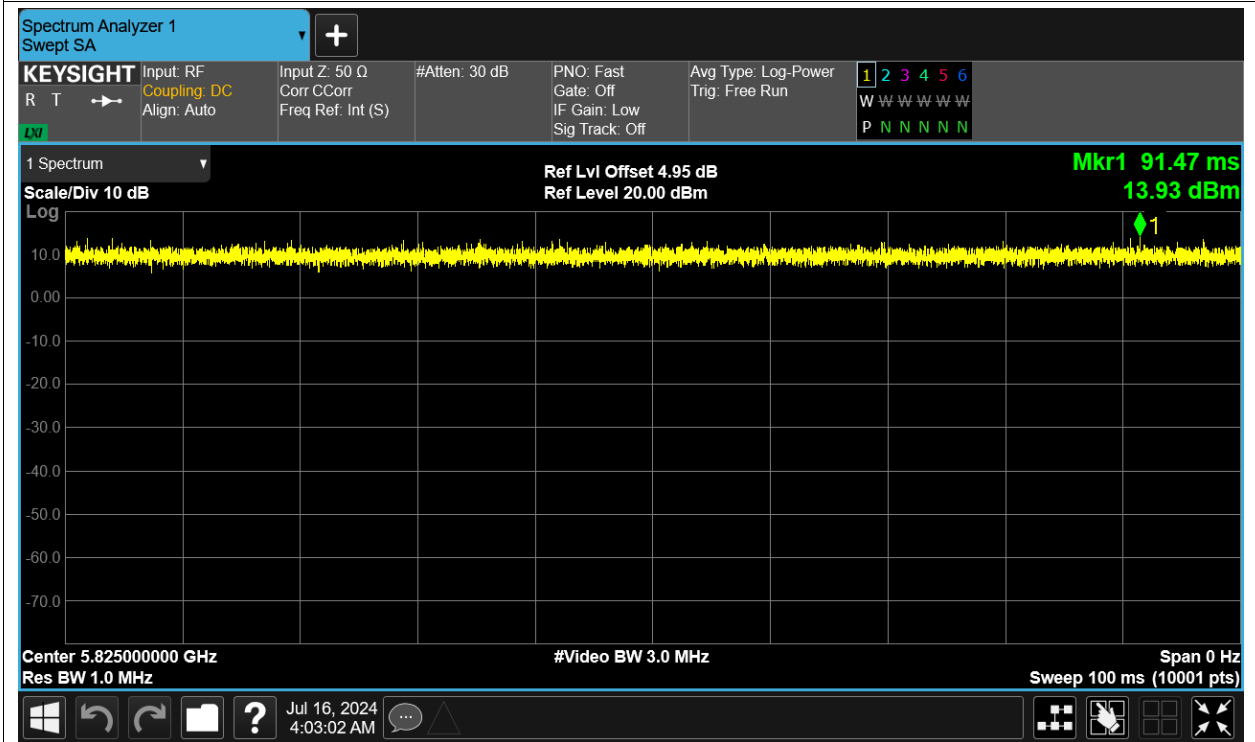 Spectrum Analyzer 1
Swept SA
KEYSIGHT
R T
LXI
Input: RF
Coupling: DC
Align: Auto
Input Z: 50 Ω
Corr CCorr
Freq Ref: Int (S)
#Atten: 30 dB
PNO: Fast
Gate: Off
IF Gain: Low
Sig Track: Off
Avg Type: Log-Power
Trig: Free Run
1 2 3 4 5 6
W W W W W W
P N N N N N
1 Spectrum
Scale/Div 10 dB
Ref Lvl Offset 4.95 dB
Ref Level 20.00 dBm
Mkr1 91.47 ms
13.93 dBm
Log
1
10.0
0.00
-10.0
-20.0
-30.0
-40.0
-50.0
-60.0
-70.0
Center 5.825000000 GHz
#Video BW 3.0 MHz
Span 0 Hz
Res BW 1.0 MHz
Sweep 100 ms (10001 pts)
?
Jul 16, 2024
4:03:02 AM